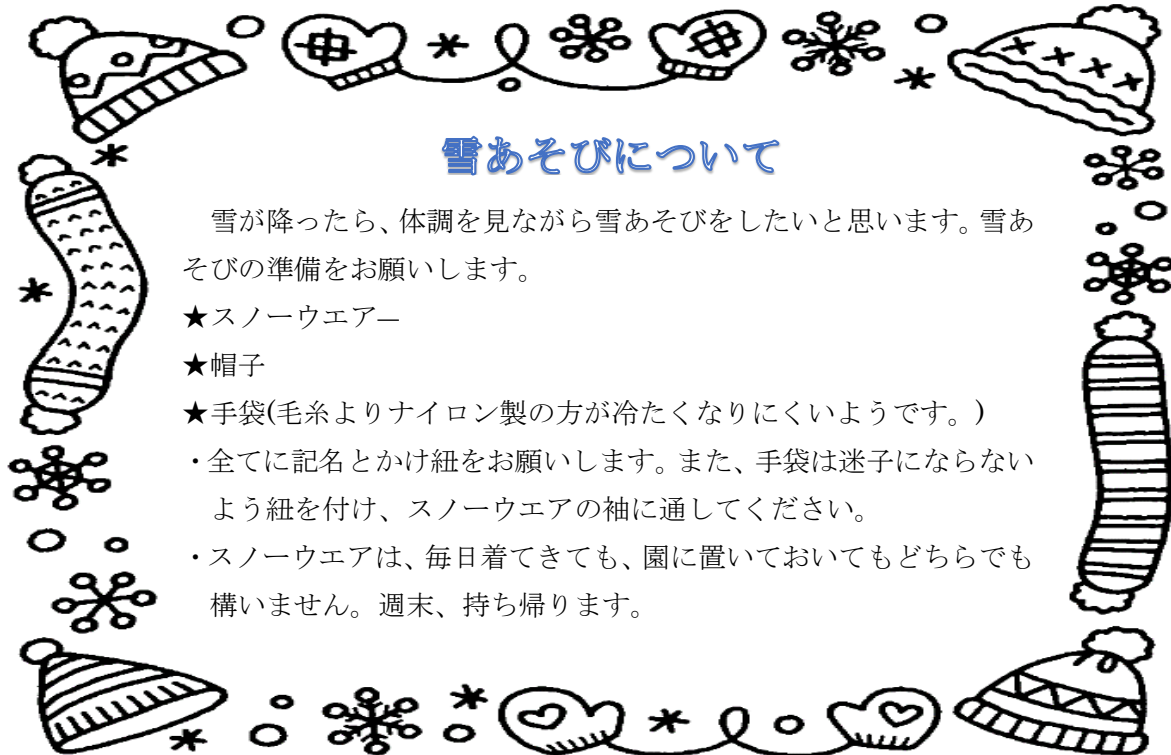 雪あそびについて
雪が降ったら、体調を見ながら雪あそびをしたいと思います。雪あ
そびの準備をお願いします。
★スノーウエア―
★帽子
★手袋(毛糸よりナイロン製の方が冷たくなりにくいようです。)
・全てに記名とかけ紐をお願いします。また、手袋は迷子にならない
よう紐を付け、スノーウエアの袖に通してください。
・スノーウエアは、毎日着てきても、園に置いておいてもどちらでも
構いません。週末、持ち帰ります。